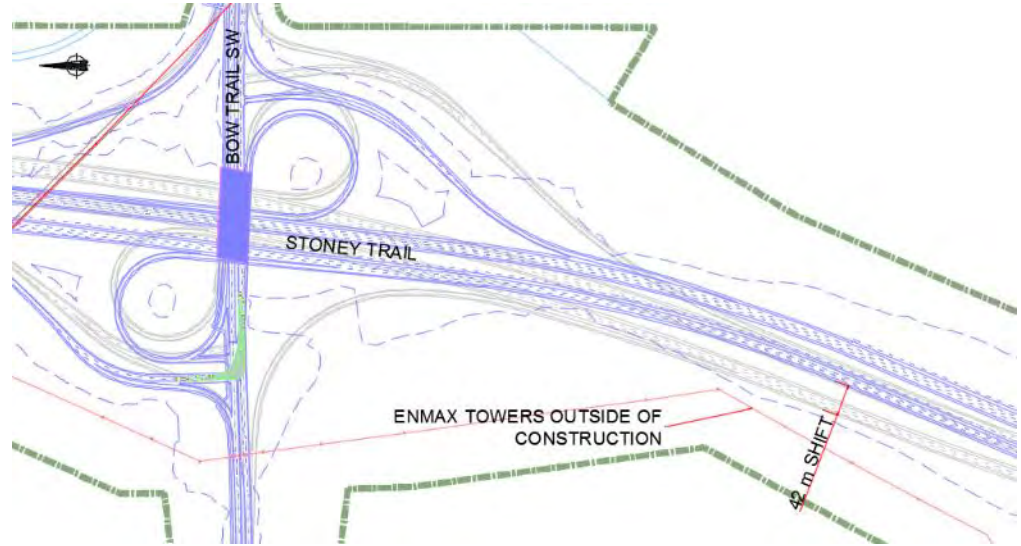 BOW TRAIL SW
STONEY TRAIL
ENMAX TOWERS OUTSIDE OF
CONSTRUCTION
42 m SHIFT